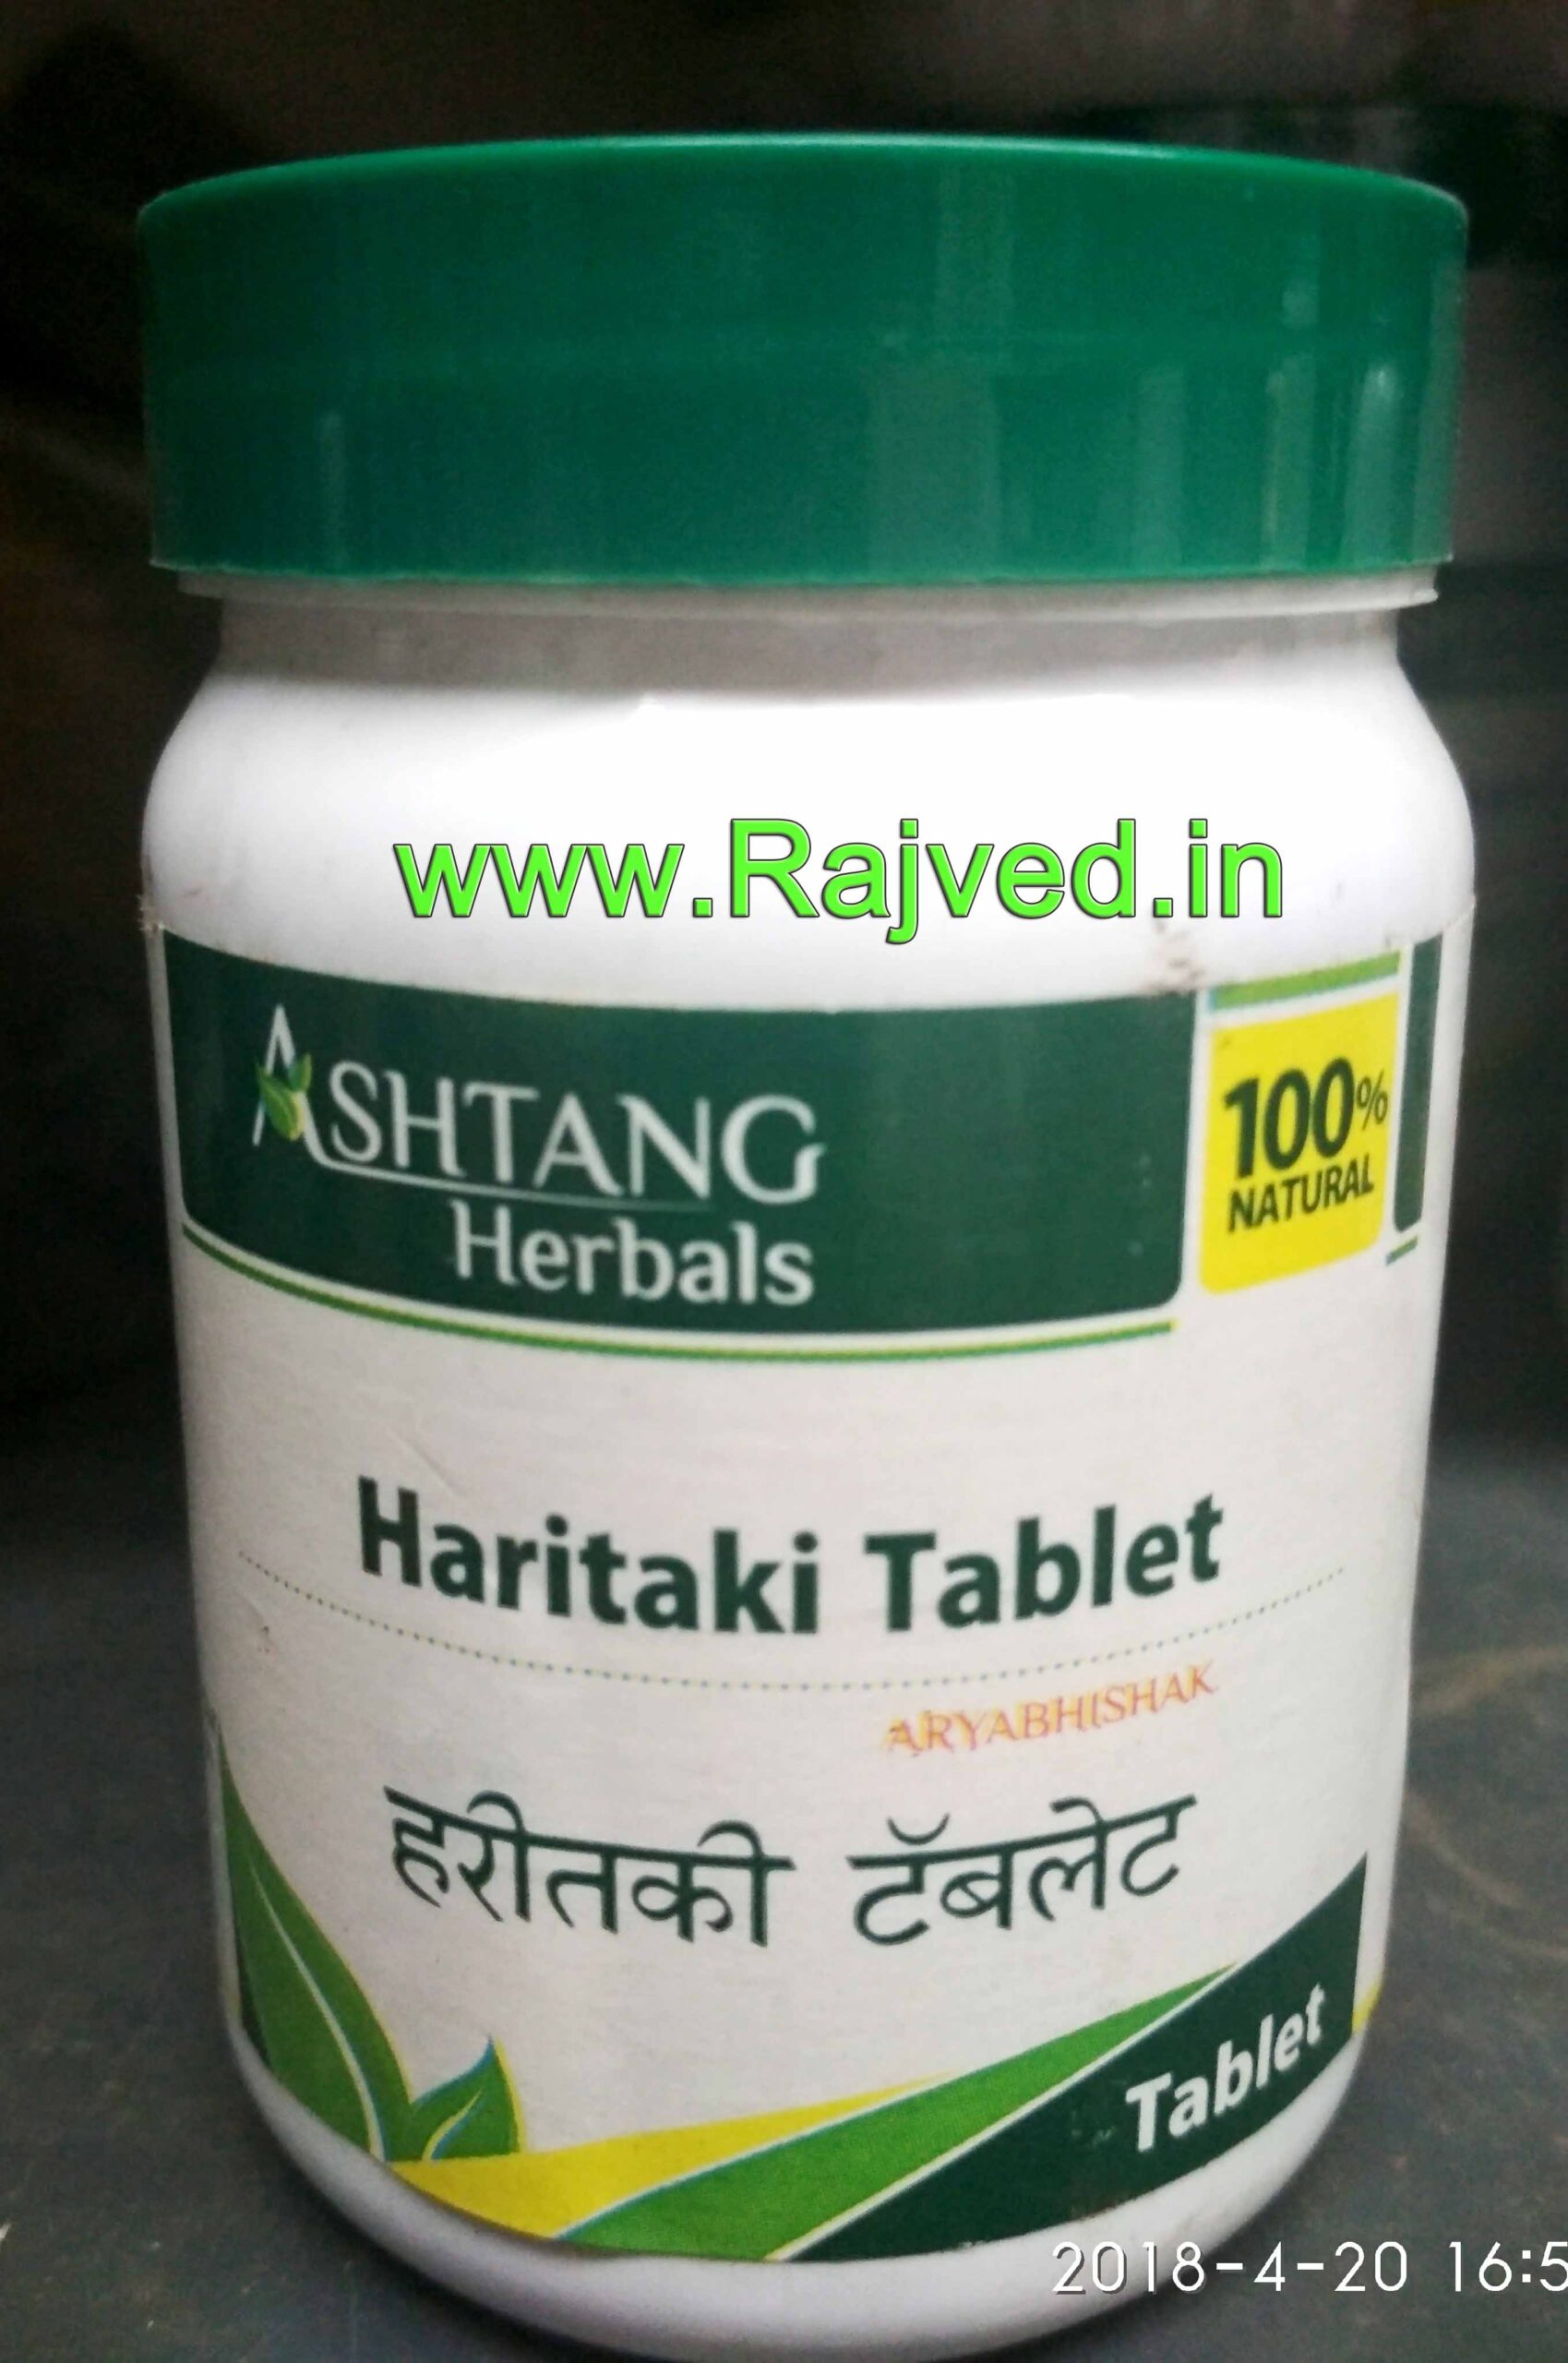 www.Rajved.in
ASHTANG
Herbals
100%
NATURAL
Haritaki Tablet
ARYABHISHAK
हरीतकी टॅबलेट
Tablet
2018-4-20 16:5